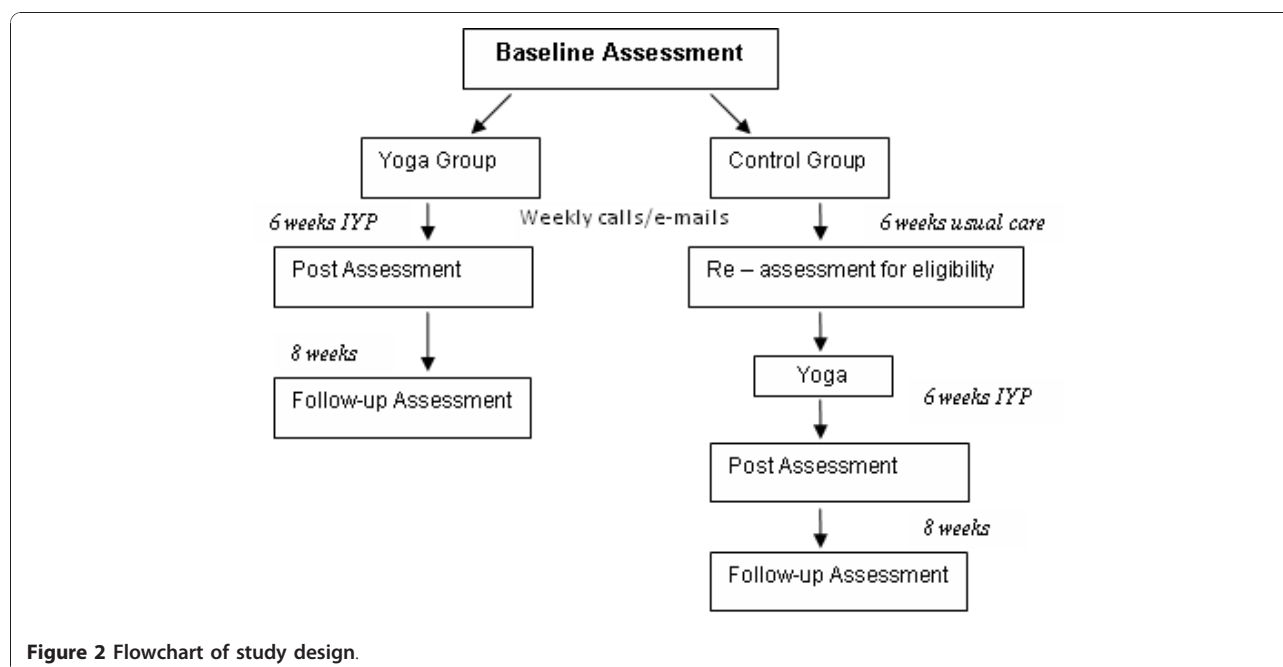 Baseline Assessment
Yoga Group
Control Group
6 weeks IYP
Weekly calls/e-mails
6 weeks usual care
Post Assessment
Re – assessment for eligibility
8 weeks
Yoga
Follow-up Assessment
6 weeks IYP
Post Assessment
8 weeks
Follow-up Assessment
Figure 2 Flowchart of study design.